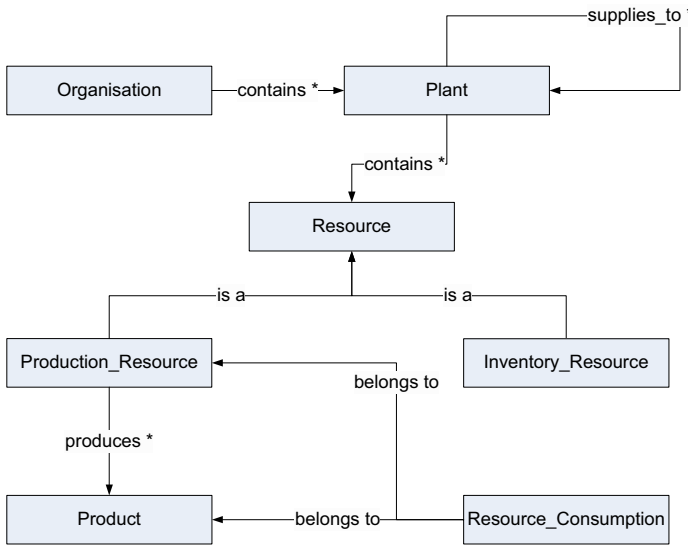 supplies_to *
Organisation
contains *
Plant
contains *
Resource
is a
is a
Production_Resource
Inventory_Resource
belongs to
produces *
Product
belongs to
Resource_Consumption